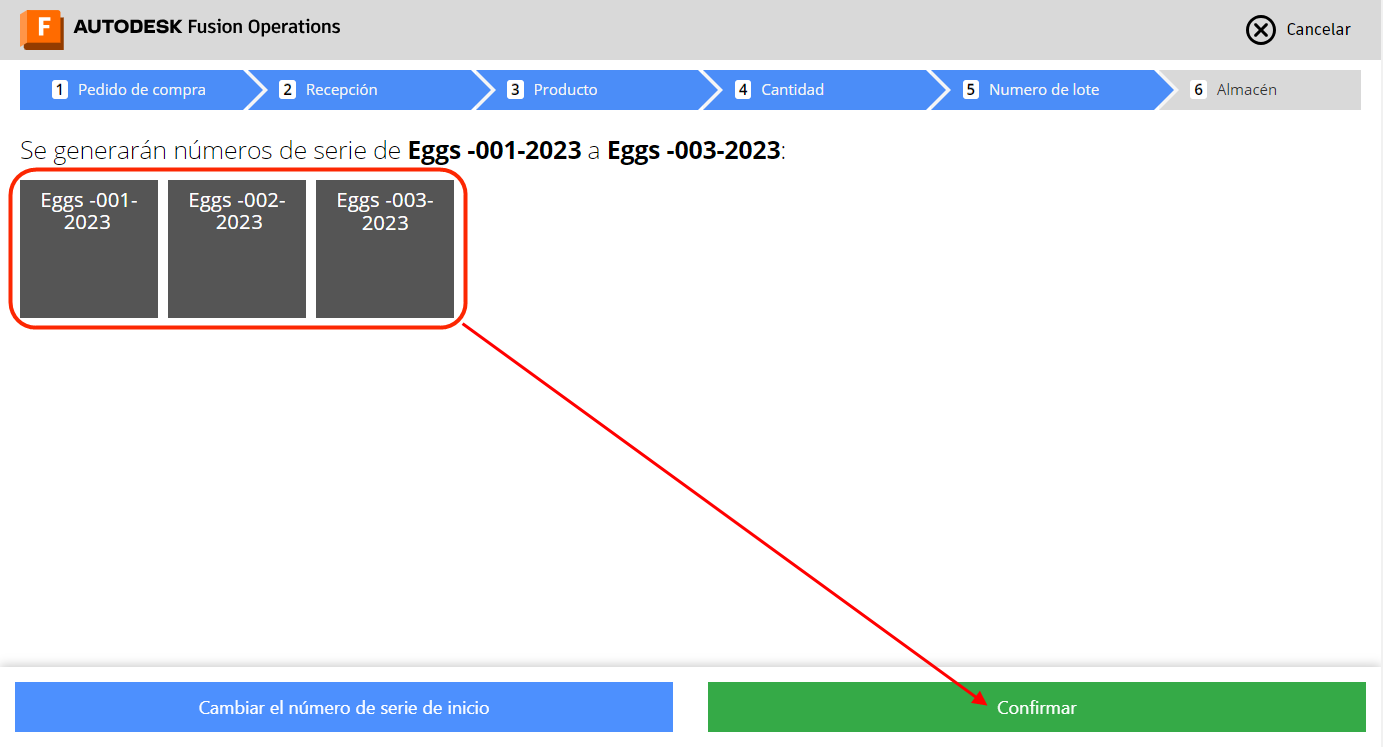 F AUTODESK Fusion Operations
Cancelar
1 Pedido de compra
2 Recepción
3 Producto
4 Cantidad
5 Numero de lote
6 Almacén
Se generarán números de serie de Eggs -001-2023 a Eggs -003-2023:
Eggs -001-
2023
Eggs -002-
2023
Eggs -003-
2023
Cambiar el número de serie de inicio
Confirmar